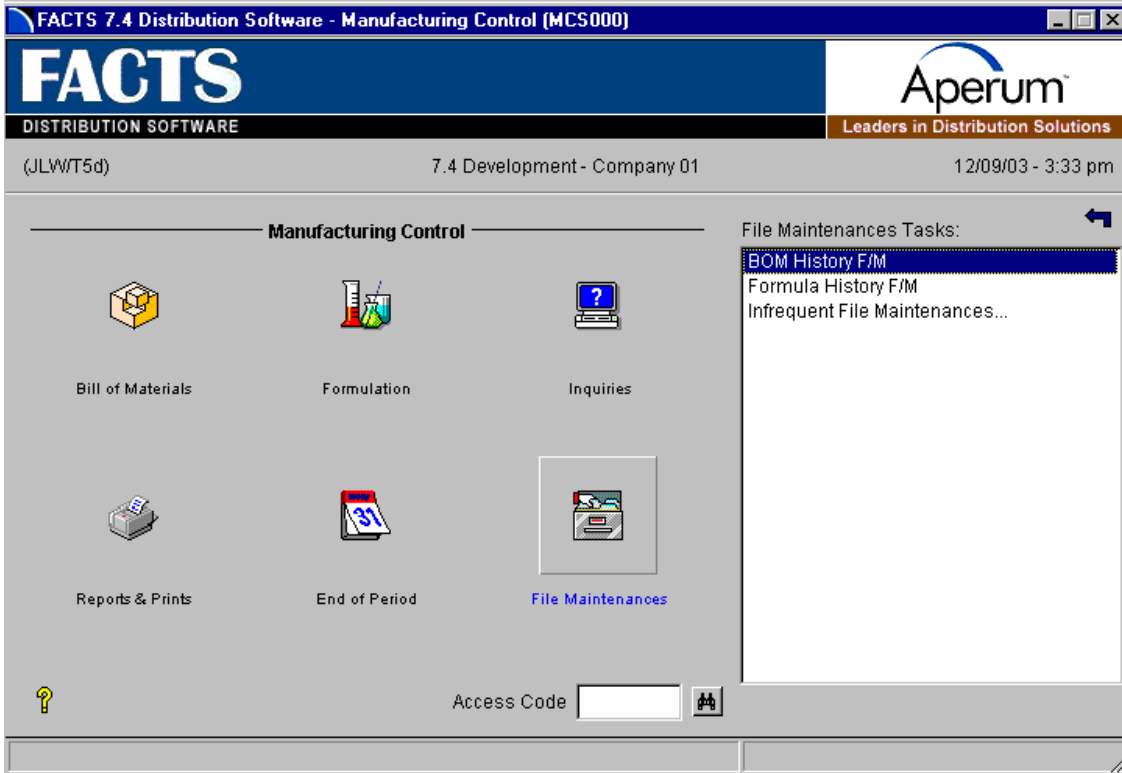 FACTS 7.4 Distribution Software - Manufacturing Control (MCS000)
FACTS
DISTRIBUTION SOFTWARE
Aperum™
Leaders in Distribution Solutions
(JLW/T5d)
7.4 Development - Company 01
12/09/03 - 3:33 pm
Manufacturing Control
File Maintenances Tasks:
BOM History F/M
Formula History F/M
Infrequent File Maintenances...
?
Bill of Materials
Formulation
Inquiries
31
Reports & Prints
End of Period
File Maintenances
?
Access Code